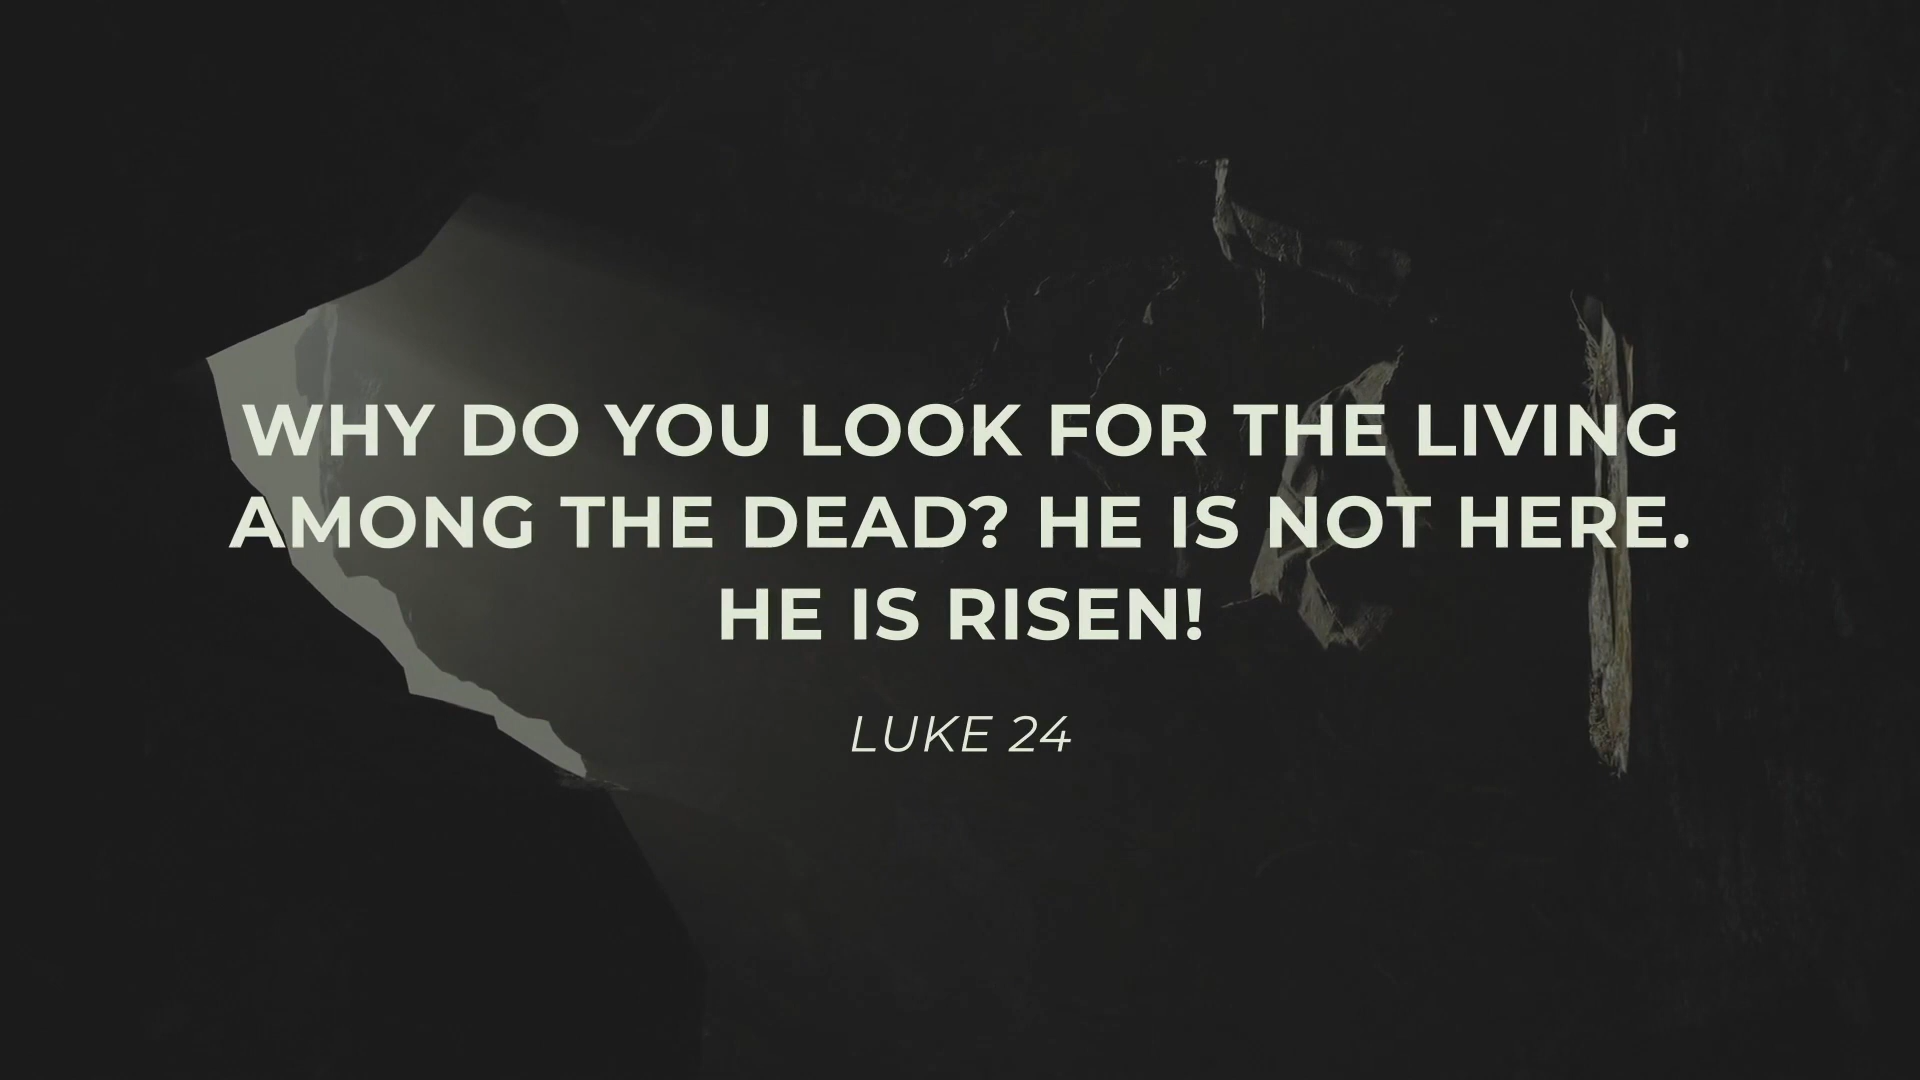 WHY DO YOU LOOK FOR THE LIVING
AMONG THE DEAD? HE IS NOT HERE.
HE IS RISEN!
LUKE 24